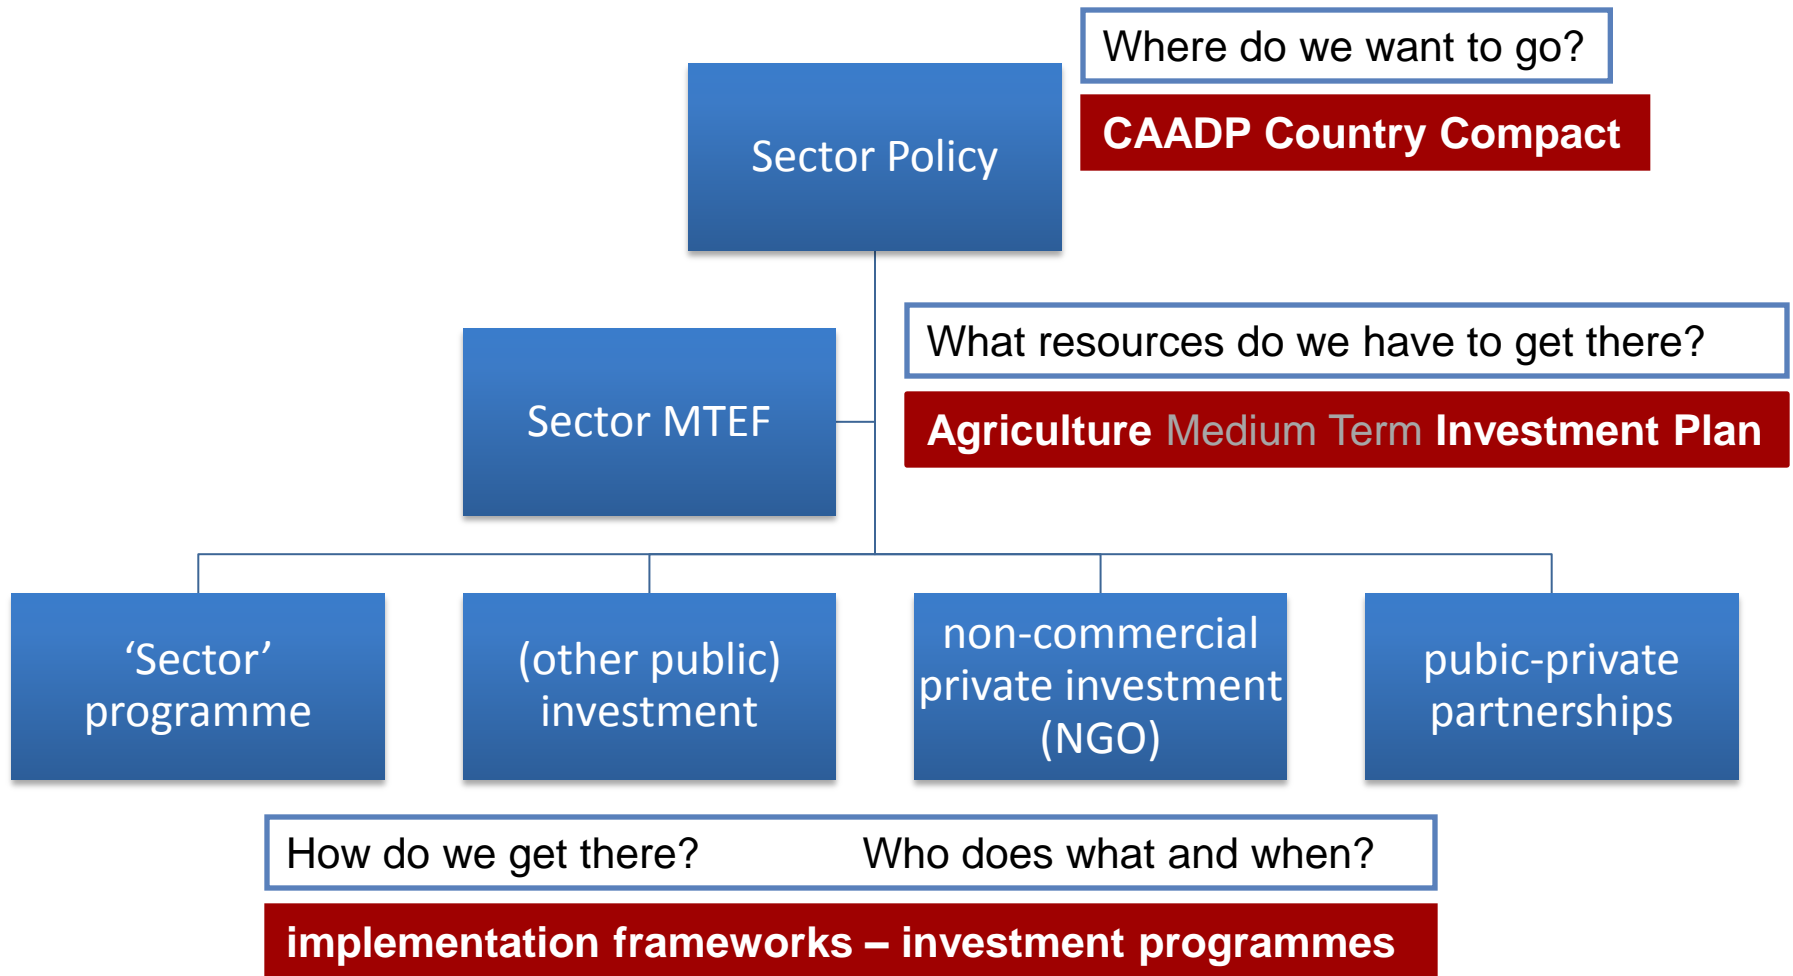 Where do we want to go?
CAADP Country Compact
Sector Policy
What resources do we have to get there?
Agriculture Medium Term Investment Plan
Sector MTEF
‘Sector’
programme
(other public)
investment
non-commercial
private investment
(NGO)
pubic-private
partnerships
How do we get there? Who does what and when?
implementation frameworks – investment programmes